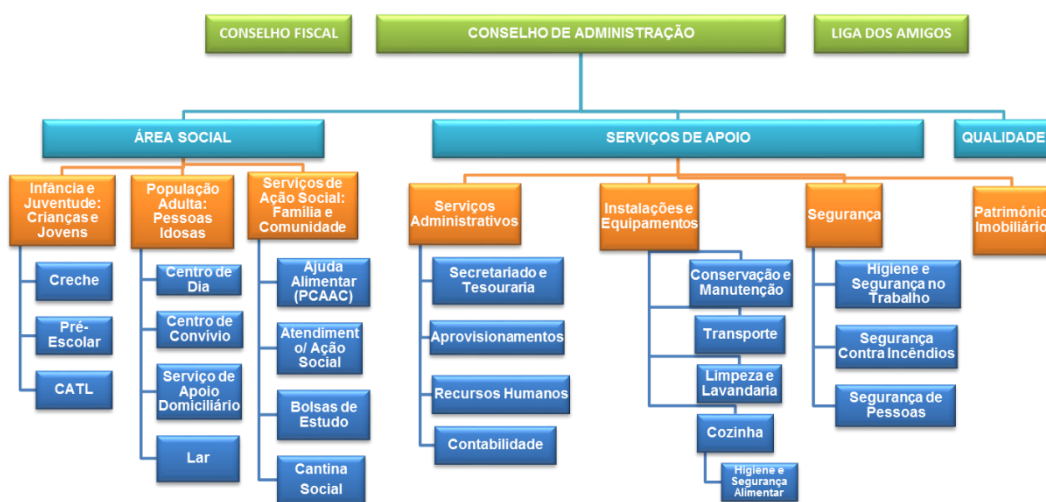 CONSELHO FISCAL
CONSELHO DE ADMINISTRAÇÃO
LIGA DOS AMIGOS
ÁREA SOCIAL
SERVIÇOS DE APOIO
QUALIDADE
Infância e
Juventude:
Crianças e
Jovens
População
Adulta:
Pessoas
Idosas
Serviços de
Ação Social:
Família e
Comunidade
Serviços
Administrativos
Instalações e
Equipamentos
Segurança
Património
Imobiliário
Creche
Pré-
Escolar
CATL
Centro de
Dia
Centro de
Convívio
Serviço de
Apoio
Domiciliário
Lar
Ajuda
Alimentar
(PCAAC)
Atendiment
o/ Ação
Social
Bolsas de
Estudo
Cantina
Social
Secretariado e
Tesouraria
Aprovisionamentos
Recursos Humanos
Contabilidade
Conservação e
Manutenção
Transporte
Limpeza e
Lavandaria
Cozinha
Higiene e
Segurança
Alimentar
Higiene e
Segurança no
Trabalho
Segurança
Contra Incêndios
Segurança de
Pessoas